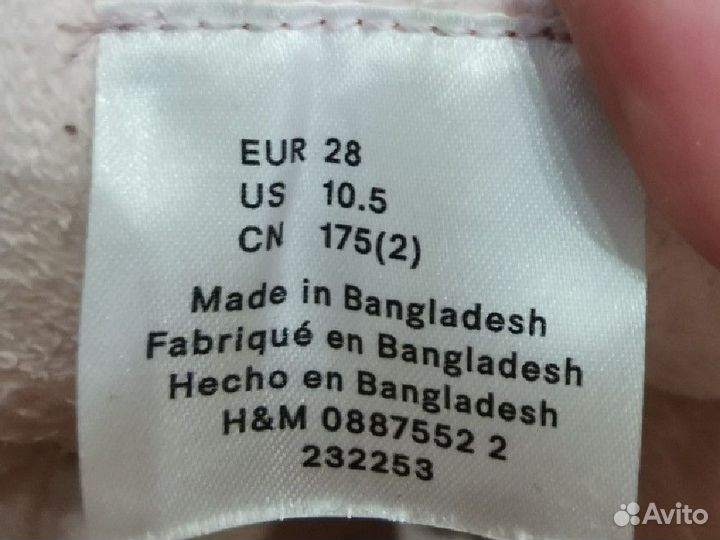 EUR 28
US 10.5
CN 175(2)
Made in Bangladesh
Fabriqué en Bangladesh
Hecho en Bangladesh
H&M 0887552 2
232253
Avito